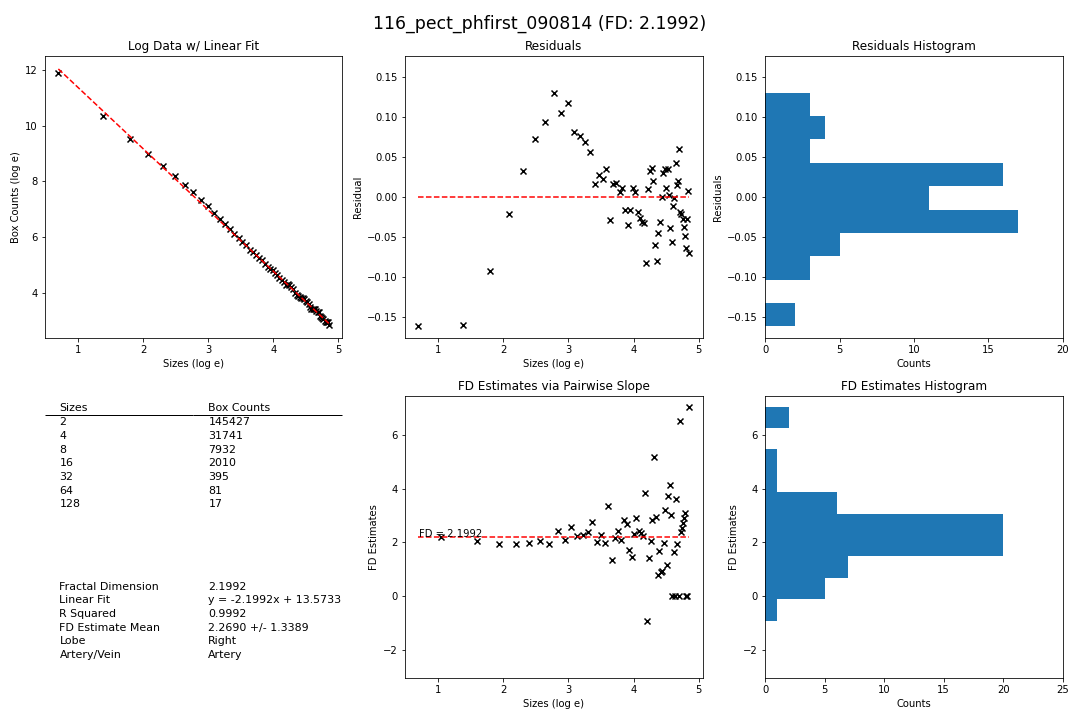 116_pect_phfirst_090814 (FD: 2.1992)
Log Data w/ Linear Fit
12
10
8
6
4
Box Counts (log e)
1 2 3 4 5
Sizes (log e)
Residuals
0.15
0.10
0.05
0.00
−0.05
−0.10
−0.15
Residual
1 2 3 4 5
Sizes (log e)
Residuals Histogram
0.15
0.10
0.05
0.00
−0.05
−0.10
−0.15
Residuals
0 5 10 15 20
Counts
Sizes Box Counts
2 145427
4 31741
8 7932
16 2010
32 395
64 81
128 17
Fractal Dimension 2.1992
Linear Fit y = -2.1992x + 13.5733
R Squared 0.9992
FD Estimate Mean 2.2690 +/- 1.3389
Lobe Right
Artery/Vein Artery
FD Estimates via Pairwise Slope
6
4
2
0
−2
FD Estimates
FD = 2.1992
1 2 3 4 5
Sizes (log e)
FD Estimates Histogram
6
4
2
0
−2
FD Estimates
0 5 10 15 20 25
Counts